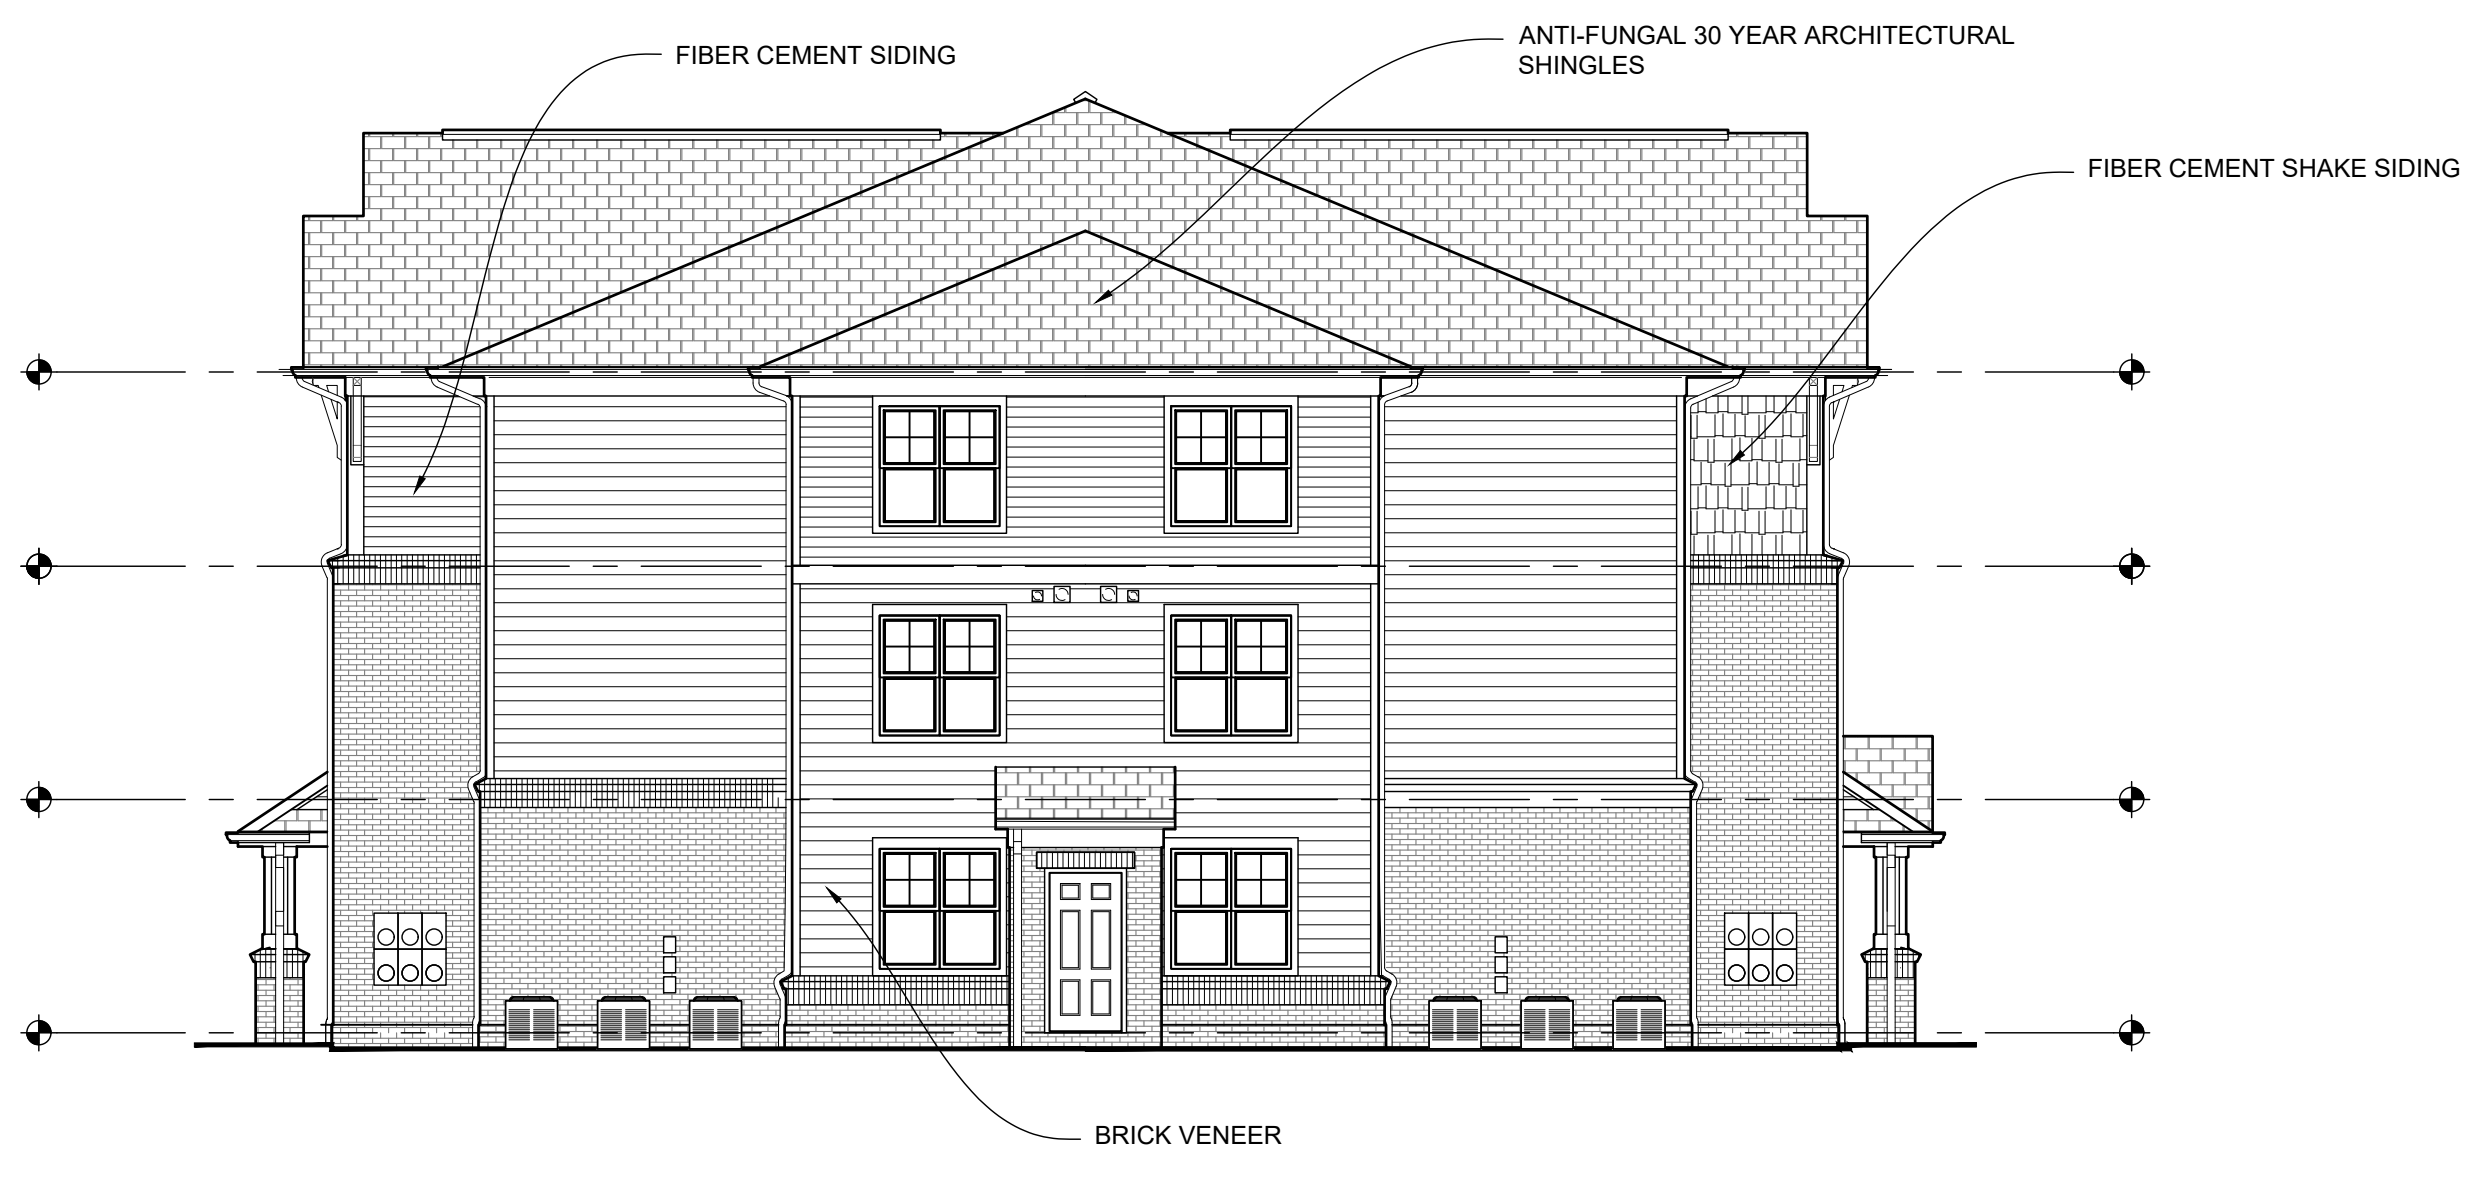 ANTI-FUNGAL 30 YEAR ARCHITECTURAL
SHINGLES
FIBER CEMENT SIDING
FIBER CEMENT SHAKE SIDING
BRICK VENEER